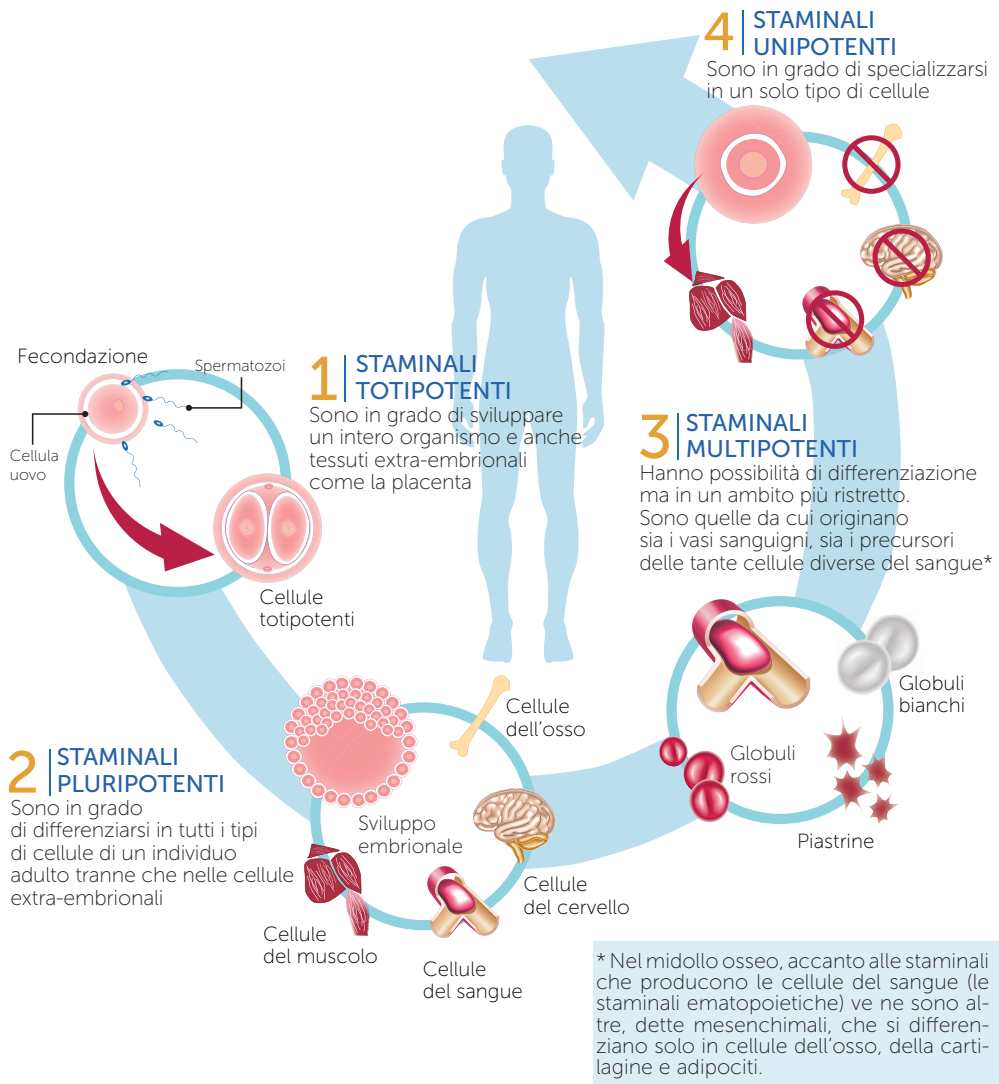 Fecondazione
Spermatozoi
Cellula
uovo
1 STAMINALI
TOTIPOTENTI
Sono in grado di sviluppare
un intero organismo e anche
tessuti extra-embrionali
come la placenta
Cellule
totipotenti
2 STAMINALI
PLURIPOTENTI
Sono in grado
di differenziarsi in tutti i tipi
di cellule di un individuo
adulto tranne che nelle cellule
extra-embrionali
Sviluppo
embrionale
Cellule
dell'osso
Cellule
del cervello
Cellule
del sangue
Cellule
del muscolo
3 STAMINALI
MULTIPOTENTI
Hanno possibilità di differenziazione
ma in un ambito più ristretto.
Sono quelle da cui originano
sia i vasi sanguigni, sia i precursori
delle tante cellule diverse del sangue*
Globuli
bianchi
Globuli
rossi
Piastrine
4 STAMINALI
UNIPOTENTI
Sono in grado di specializzarsi
in un solo tipo di cellule
* Nel midollo osseo, accanto alle staminali
che producono le cellule del sangue (le
staminali ematopoietiche) ve ne sono al-
tre, dette mesenchimali, che si differen-
ziano solo in cellule dell'osso, della carti-
lagine e adipociti.